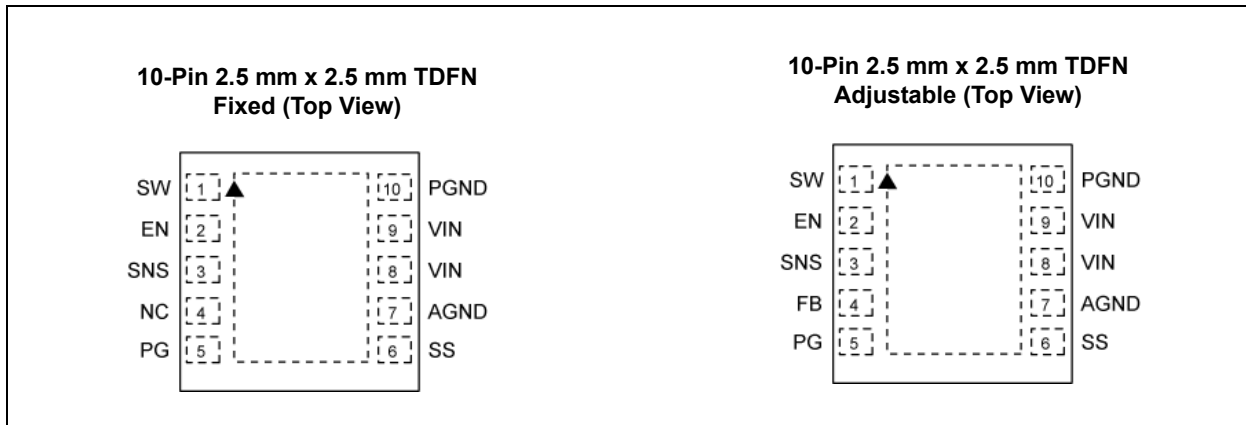 10-Pin 2.5 mm x 2.5 mm TDFN
Fixed (Top View)
SW 1 10 PGND
EN 2 9 VIN
SNS 3 8 VIN
NC 4 7 AGND
PG 5 6 SS
10-Pin 2.5 mm x 2.5 mm TDFN
Adjustable (Top View)
SW 1 10 PGND
EN 2 9 VIN
SNS 3 8 VIN
FB 4 7 AGND
PG 5 6 SS